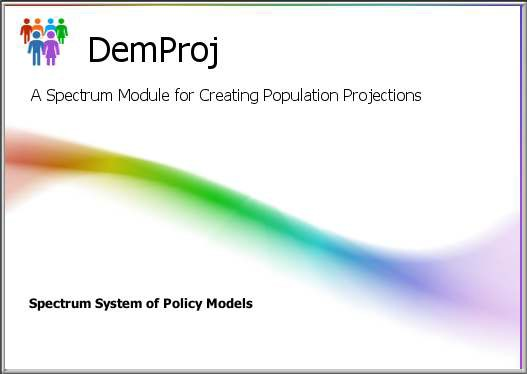 DemProj
A Spectrum Module for Creating Population Projections
Spectrum System of Policy Models